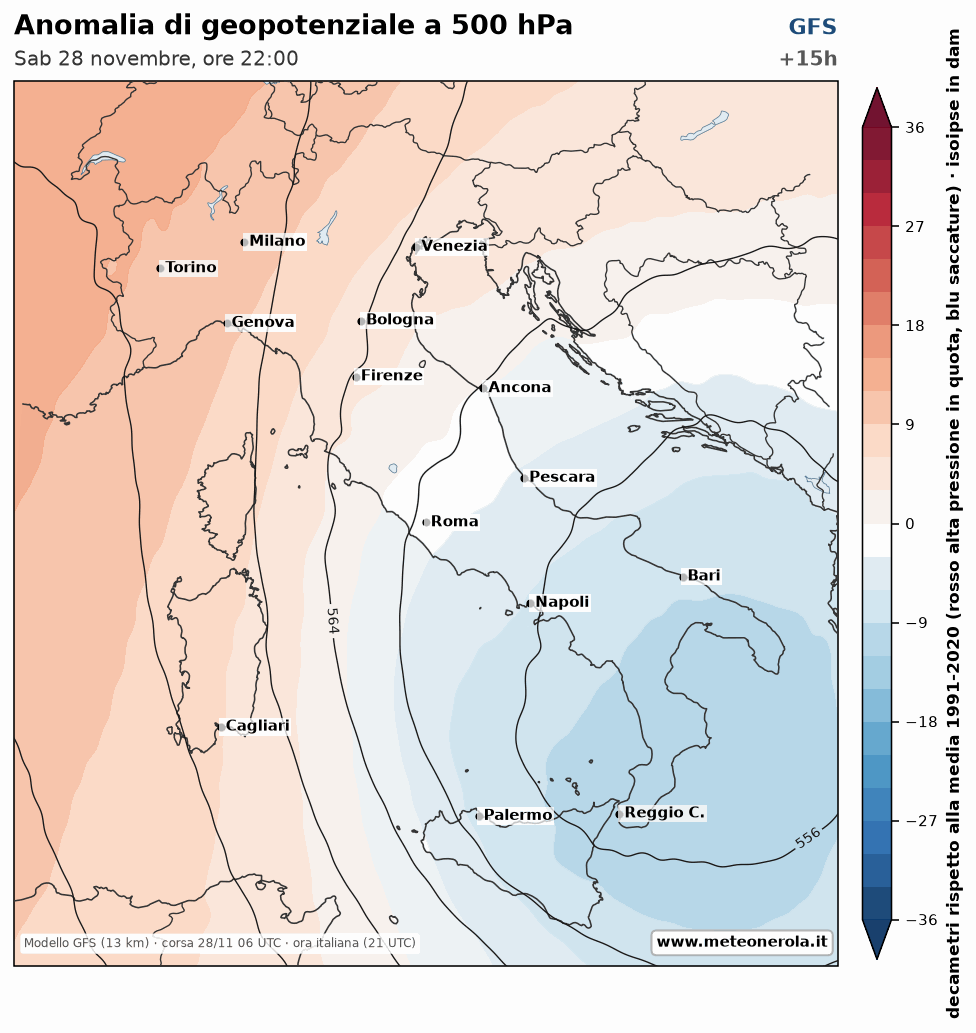 Anomalia di geopotenziale a 500 hPa
GFS
Sab 28 novembre, ore 22:00
+15h
Milano
Venezia
Torino
Genova
Bologna
Firenze
Ancona
Pescara
Roma
Bari
Napoli
564
Cagliari
Palermo
Reggio C.
556
Modello GFS (13 km) · corsa 28/11 06 UTC · ora italiana (21 UTC)
www.meteonerola.it
36
27
18
9
0
−9
−18
−27
−36
decametri rispetto alla media 1991-2020 (rosso alta pressione in quota, blu saccature) · isoipse in dam